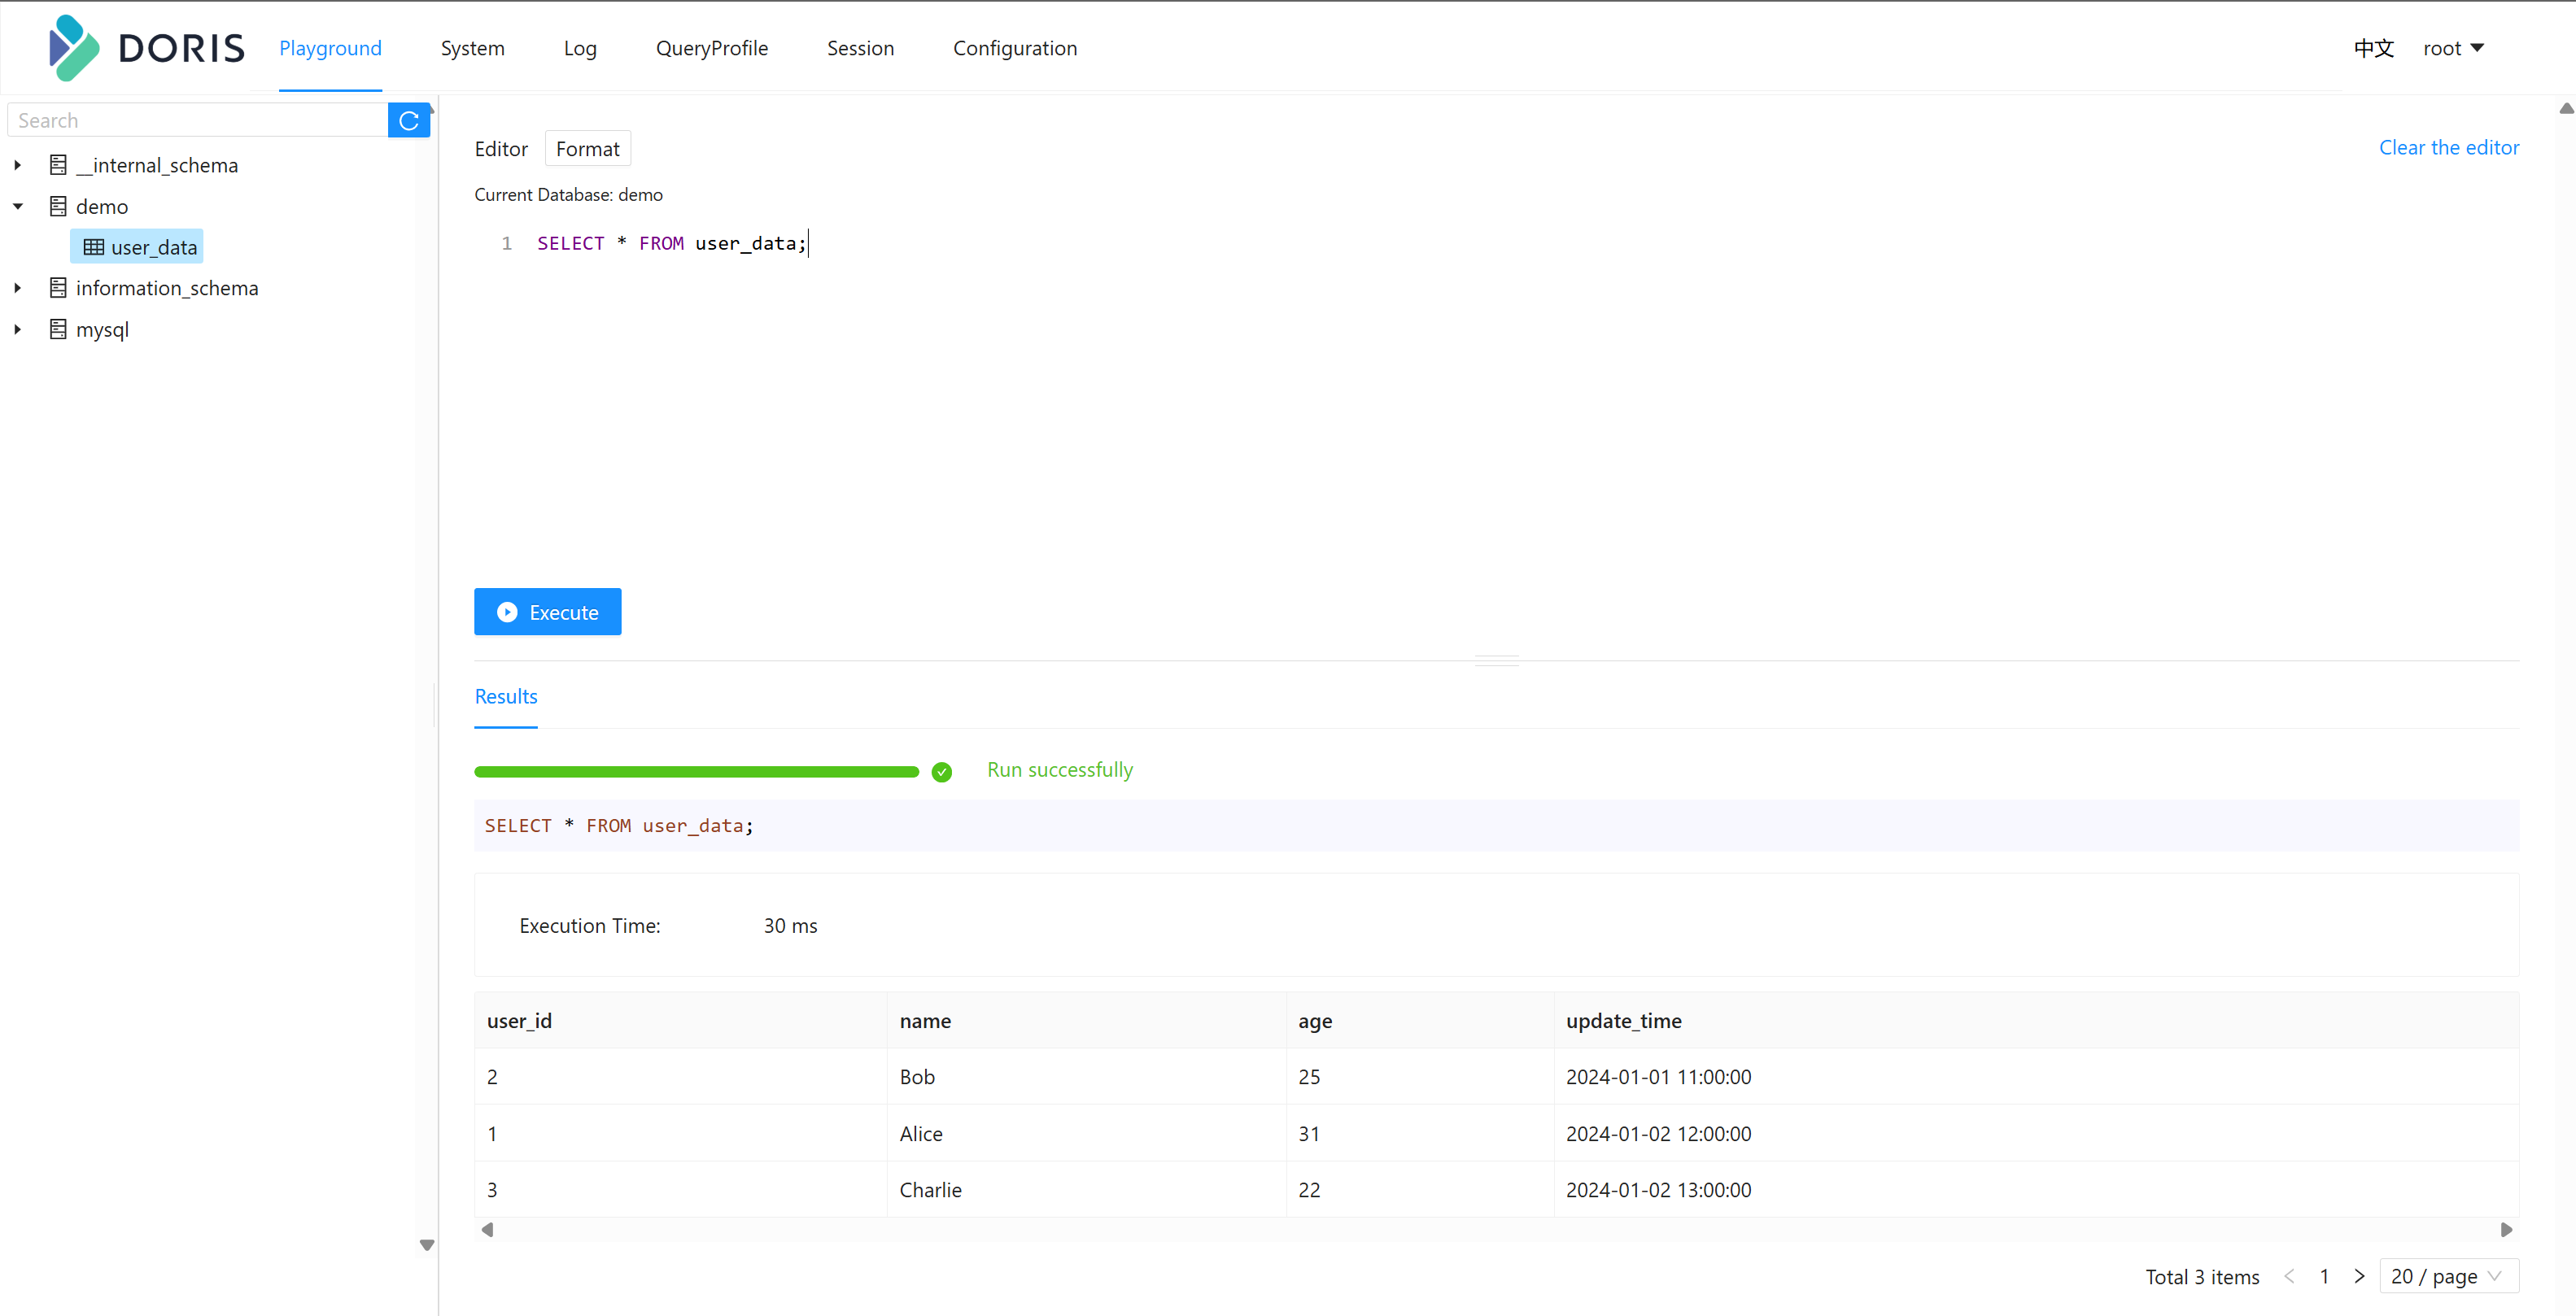 DORIS Playground System Log QueryProfile Session Configuration 中文 root
Search
__internal_schema
demo
user_data
information_schema
mysql
Editor Format Clear the editor
Current Database: demo
1 SELECT * FROM user_data;
Execute
Results
Run successfully
SELECT * FROM user_data;
Execution Time: 30 ms
user_id name age update_time
2 Bob 25 2024-01-01 11:00:00
1 Alice 31 2024-01-02 12:00:00
3 Charlie 22 2024-01-02 13:00:00
Total 3 items < 1 > 20 / page